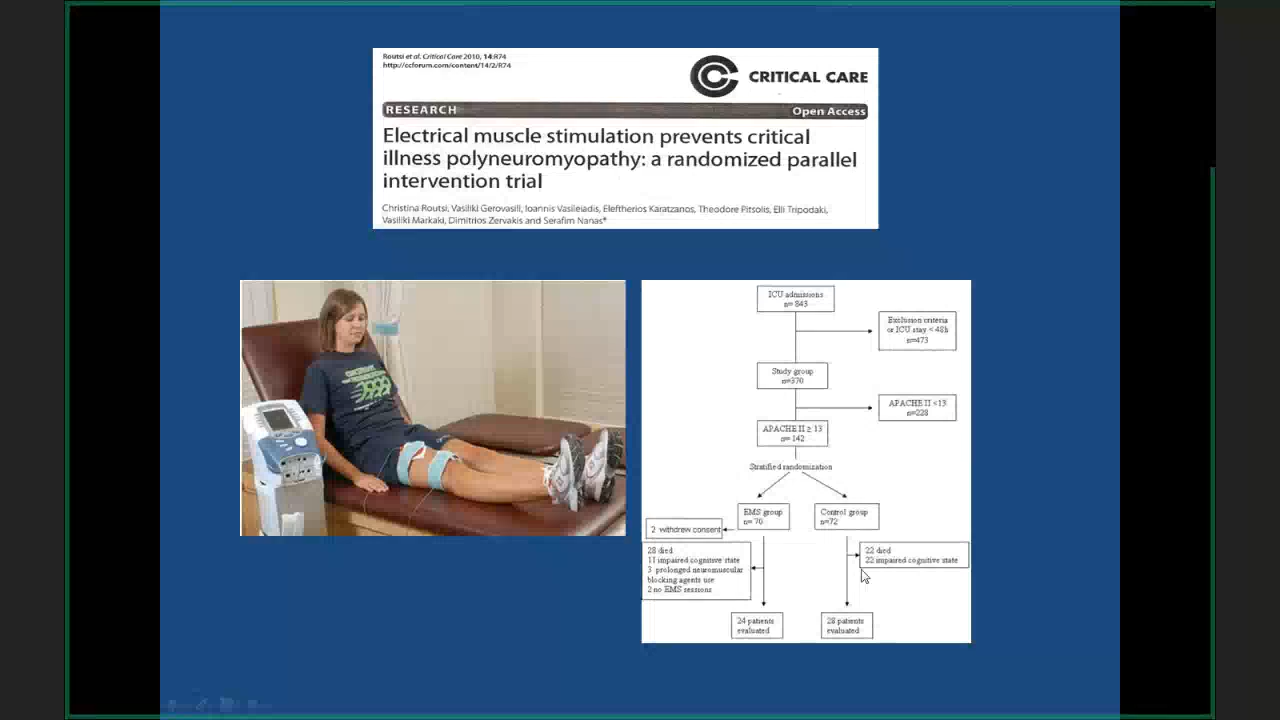 Routsi et al. Critical Care 2010, 14:R74
http://ccforum.com/content/14/2/R74
CRITICAL CARE
RESEARCH
Open Access
Electrical muscle stimulation prevents critical
illness polyneuromyopathy: a randomized parallel
intervention trial
Christina Routsi, Vasiliki Gerovasili, Ioannis Vasileiadis, Eleftherios Karatzanos, Theodore Pitsolis, Elli Tripodaki,
Vasiliki Markaki, Dimitrios Zervakis and Serafim Nanas*
ICU admissions
n= 843
Exclusion criteria
or ICU stay < 48h
n=473
Study group
n=370
APACHE II <13
n=228
APACHE II ≥ 13
n= 142
Stratified randomization
EMS group
n= 70
Control group
n=72
2 withdrew consent
28 died
11 impaired cognitive state
3 prolonged neuromuscular
blocking agents use
2 no EMS sessions
22 died
22 impaired cognitive state
24 patients
evaluated
28 patients
evaluated